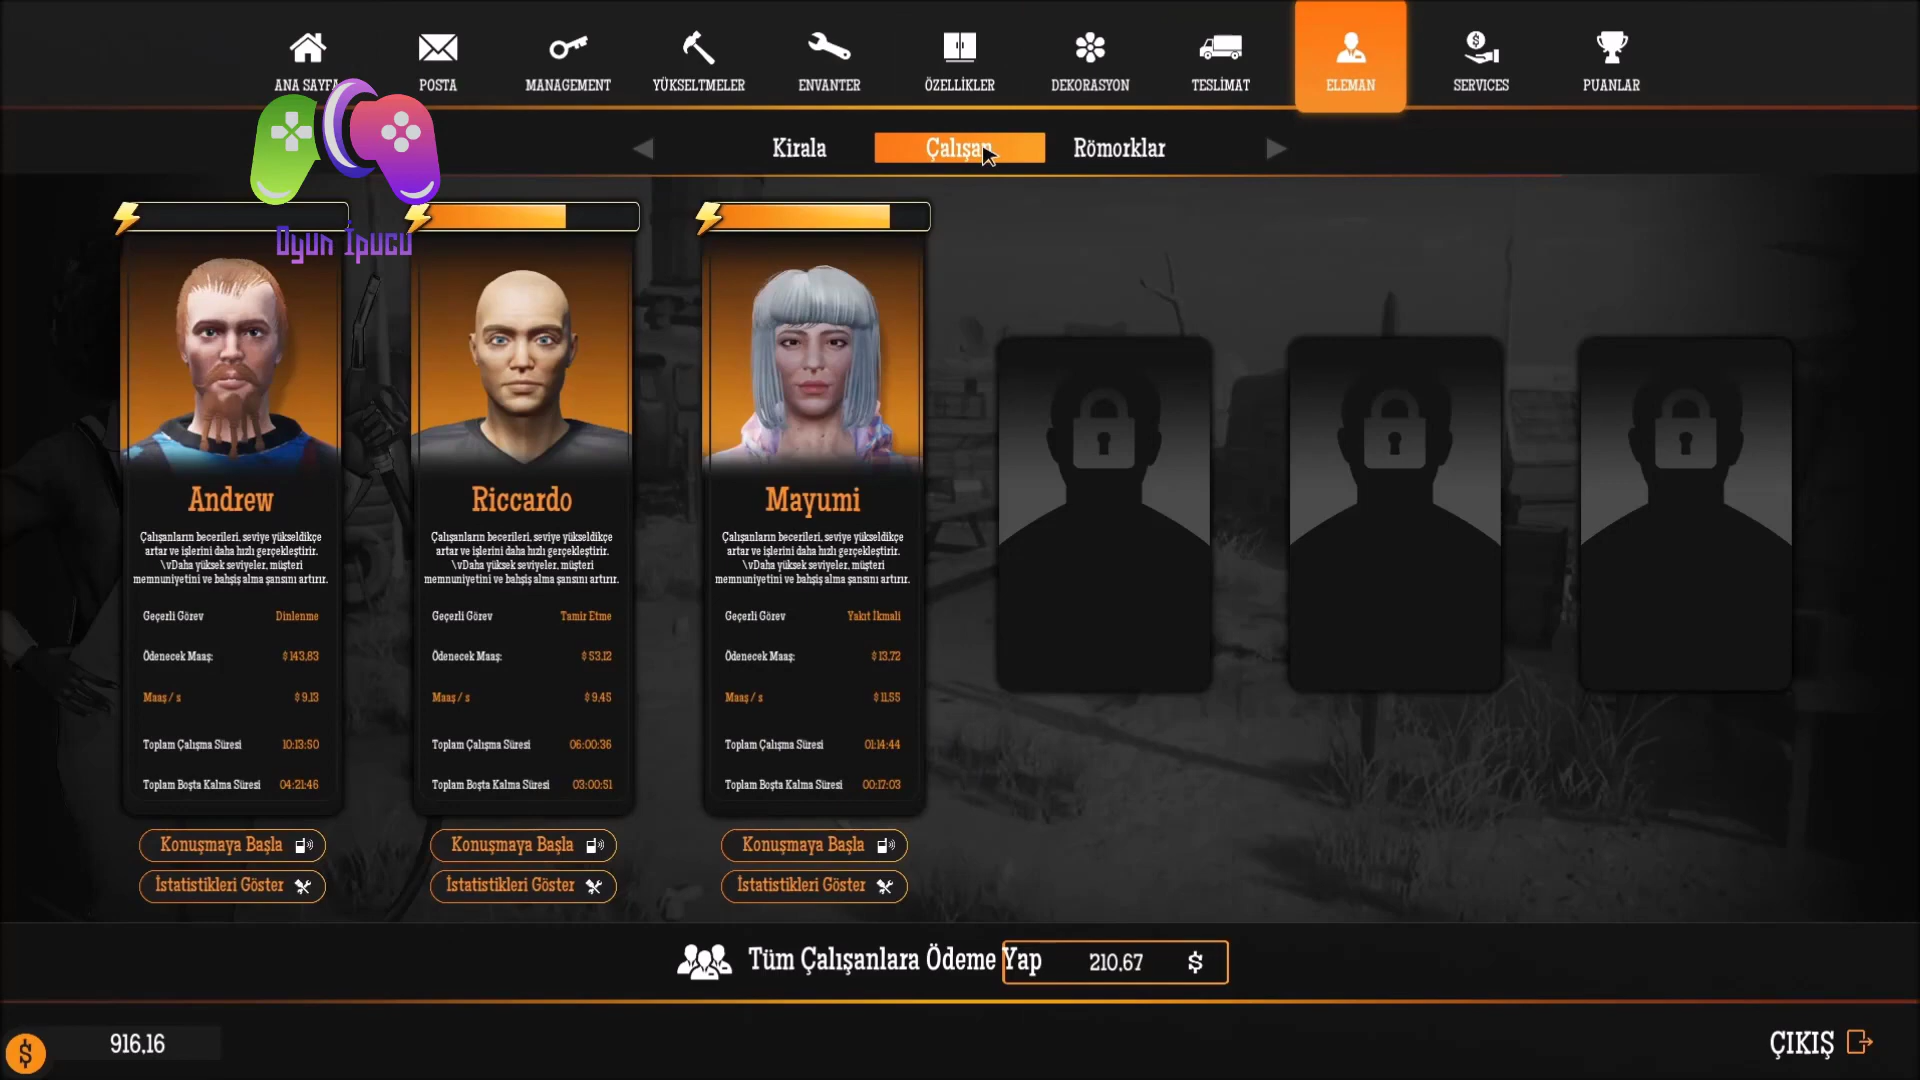 ANA SAYFA
POSTA
MANAGEMENT
YÜKSELTMELER
ENVANTER
ÖZELLİKLER
DEKORASYON
TESLİMAT
ELEMAN
SERVICES
PUANLAR
Kirala
Çalışan
Römorklar
Oyun İpucu
Andrew
Çalışanların becerileri, seviye yükseldikçe
artar ve işlerini daha hızlı gerçekleştirir.
\vDaha yüksek seviyeler, müşteri
memnuniyetini ve bahşiş alma şansını artırır.
Geçerli Görev Dinlenme
Ödenecek Maaş: $ 143,83
Maaş / s $ 9,13
Toplam Çalışma Süresi 10:13:50
Toplam Boşta Kalma Süresi 04:21:46
Konuşmaya Başla
İstatistikleri Göster
Riccardo
Çalışanların becerileri, seviye yükseldikçe
artar ve işlerini daha hızlı gerçekleştirir.
\vDaha yüksek seviyeler, müşteri
memnuniyetini ve bahşiş alma şansını artırır.
Geçerli Görev Tamir Etme
Ödenecek Maaş: $ 53,12
Maaş / s $ 9,45
Toplam Çalışma Süresi 06:00:36
Toplam Boşta Kalma Süresi 03:00:51
Konuşmaya Başla
İstatistikleri Göster
Mayumi
Çalışanların becerileri, seviye yükseldikçe
artar ve işlerini daha hızlı gerçekleştirir.
\vDaha yüksek seviyeler, müşteri
memnuniyetini ve bahşiş alma şansını artırır.
Geçerli Görev Yakıt İkmali
Ödenecek Maaş: $ 13,72
Maaş / s $ 11,55
Toplam Çalışma Süresi 01:14:44
Toplam Boşta Kalma Süresi 00:17:03
Konuşmaya Başla
İstatistikleri Göster
Tüm Çalışanlara Ödeme Yap 210,67 $
$ 916,16
ÇIKIŞ